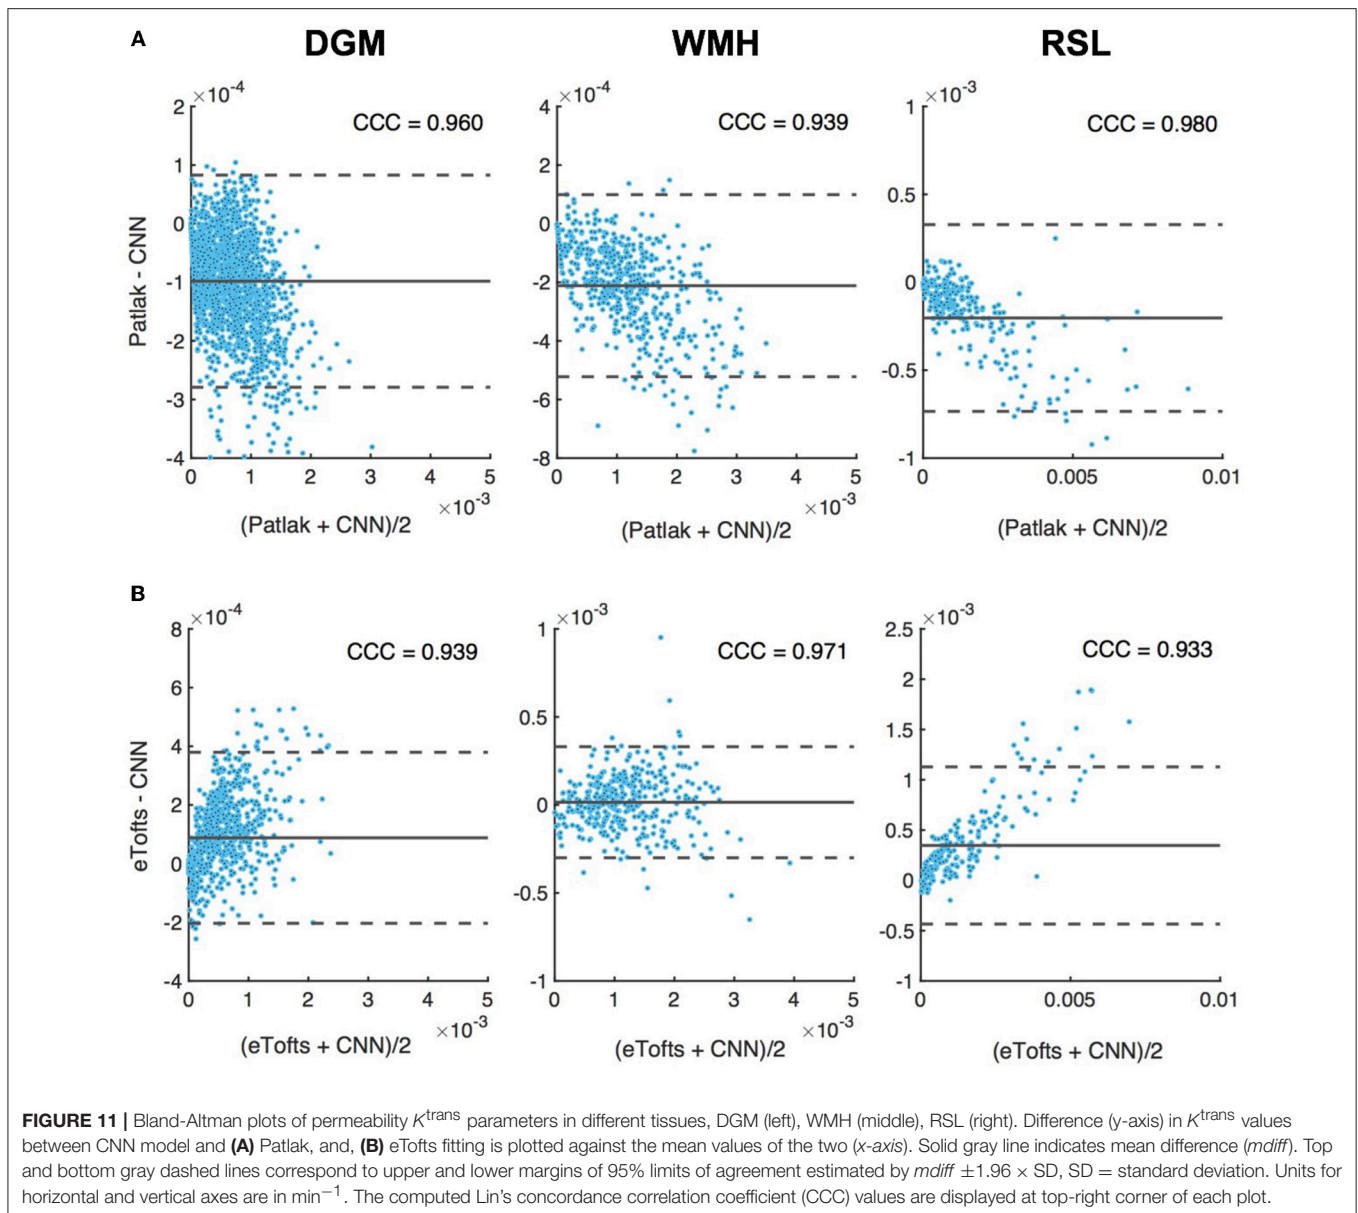 A
DGM
WMH
RSL
×10⁻⁴
×10⁻⁴
×10⁻³
2
1
0
-1
-2
-3
-4
Patlak - CNN
CCC = 0.960
0 1 2 3 4 5
×10⁻³
(Patlak + CNN)/2
4
2
0
-2
-4
-6
-8
CCC = 0.939
0 1 2 3 4 5
×10⁻³
(Patlak + CNN)/2
1
0.5
0
-0.5
-1
CCC = 0.980
0 0.005 0.01
(Patlak + CNN)/2
B
×10⁻⁴
×10⁻³
×10⁻³
8
6
4
2
0
-2
-4
eTofts - CNN
CCC = 0.939
0 1 2 3 4 5
×10⁻³
(eTofts + CNN)/2
1
0.5
0
-0.5
-1
CCC = 0.971
0 1 2 3 4 5
×10⁻³
(eTofts + CNN)/2
2.5
2
1.5
1
0.5
0
-0.5
-1
CCC = 0.933
0 0.005 0.01
(eTofts + CNN)/2
FIGURE 11 | Bland-Altman plots of permeability Kᵗʳᵃⁿˢ parameters in different tissues, DGM (left), WMH (middle), RSL (right). Difference (y-axis) in Kᵗʳᵃⁿˢ values
between CNN model and (A) Patlak, and, (B) eTofts fitting is plotted against the mean values of the two (x-axis). Solid gray line indicates mean difference (mdiff). Top
and bottom gray dashed lines correspond to upper and lower margins of 95% limits of agreement estimated by mdiff ±1.96 × SD, SD = standard deviation. Units for
horizontal and vertical axes are in min⁻¹. The computed Lin's concordance correlation coefficient (CCC) values are displayed at top-right corner of each plot.